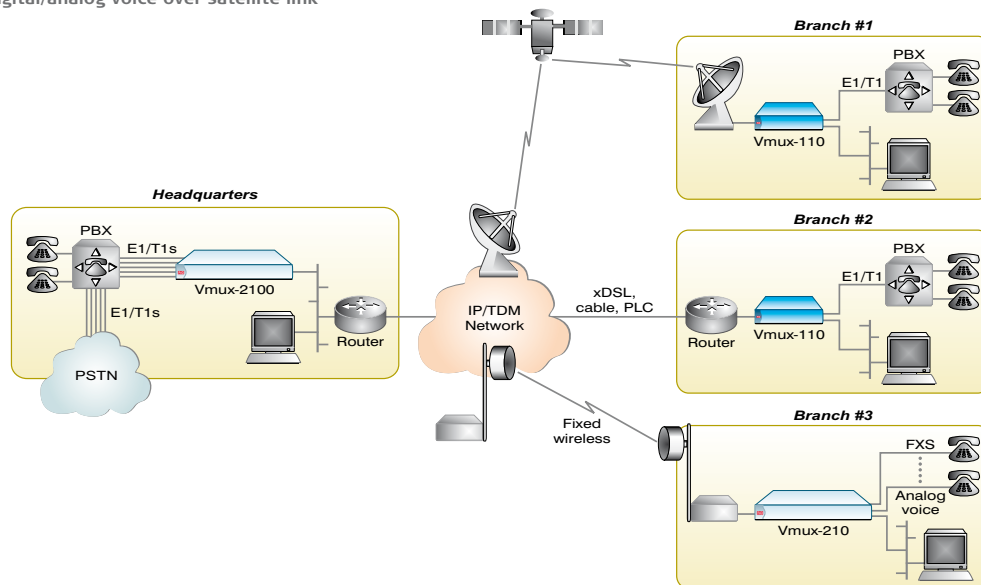 digital/analog voice over satellite link
Branch #1
PBX
E1/T1
Vmux-110
Headquarters
PBX
E1/T1s
Vmux-2100
E1/T1s
Router
PSTN
IP/TDM
Network
xDSL,
cable, PLC
Branch #2
PBX
E1/T1
Router
Vmux-110
Fixed
wireless
Branch #3
FXS
Analog
voice
Vmux-210